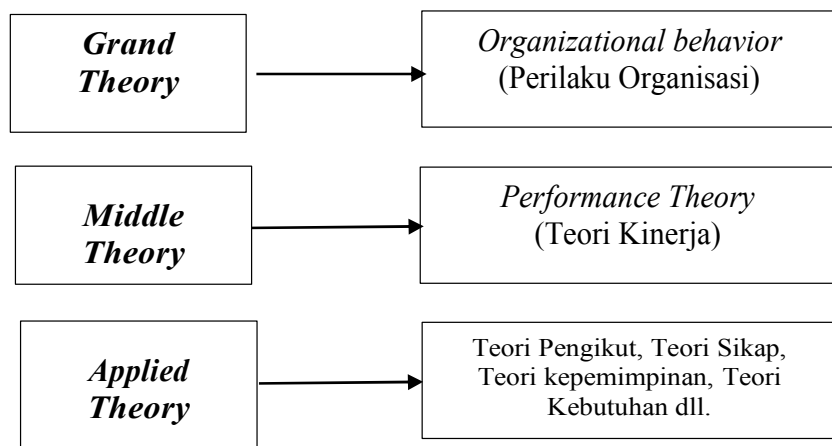 Grand
Theory
Organizational behavior
(Perilaku Organisasi)
Middle
Theory
Performance Theory
(Teori Kinerja)
Applied
Theory
Teori Pengikut, Teori Sikap,
Teori kepemimpinan, Teori
Kebutuhan dll.